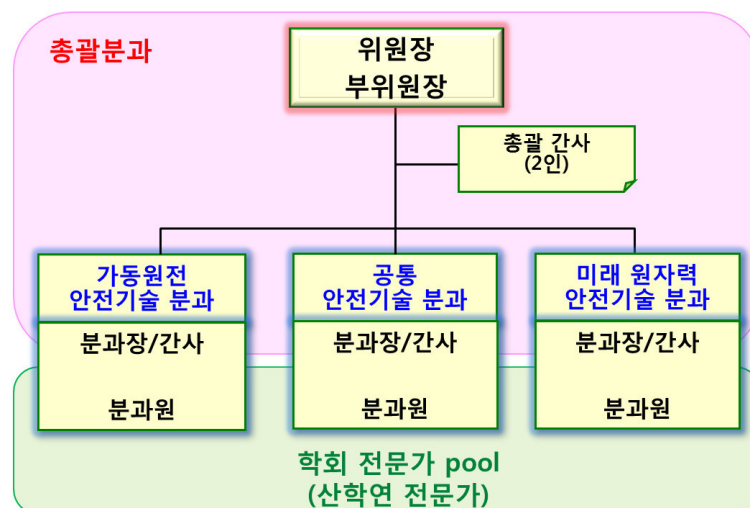 총괄분과
위원장
부위원장
총괄 간사
(2인)
가동원전
안전기술 분과
분과장/간사
분과원
공통
안전기술 분과
분과장/간사
분과원
미래 원자력
안전기술 분과
분과장/간사
분과원
학회 전문가 pool
(산학연 전문가)